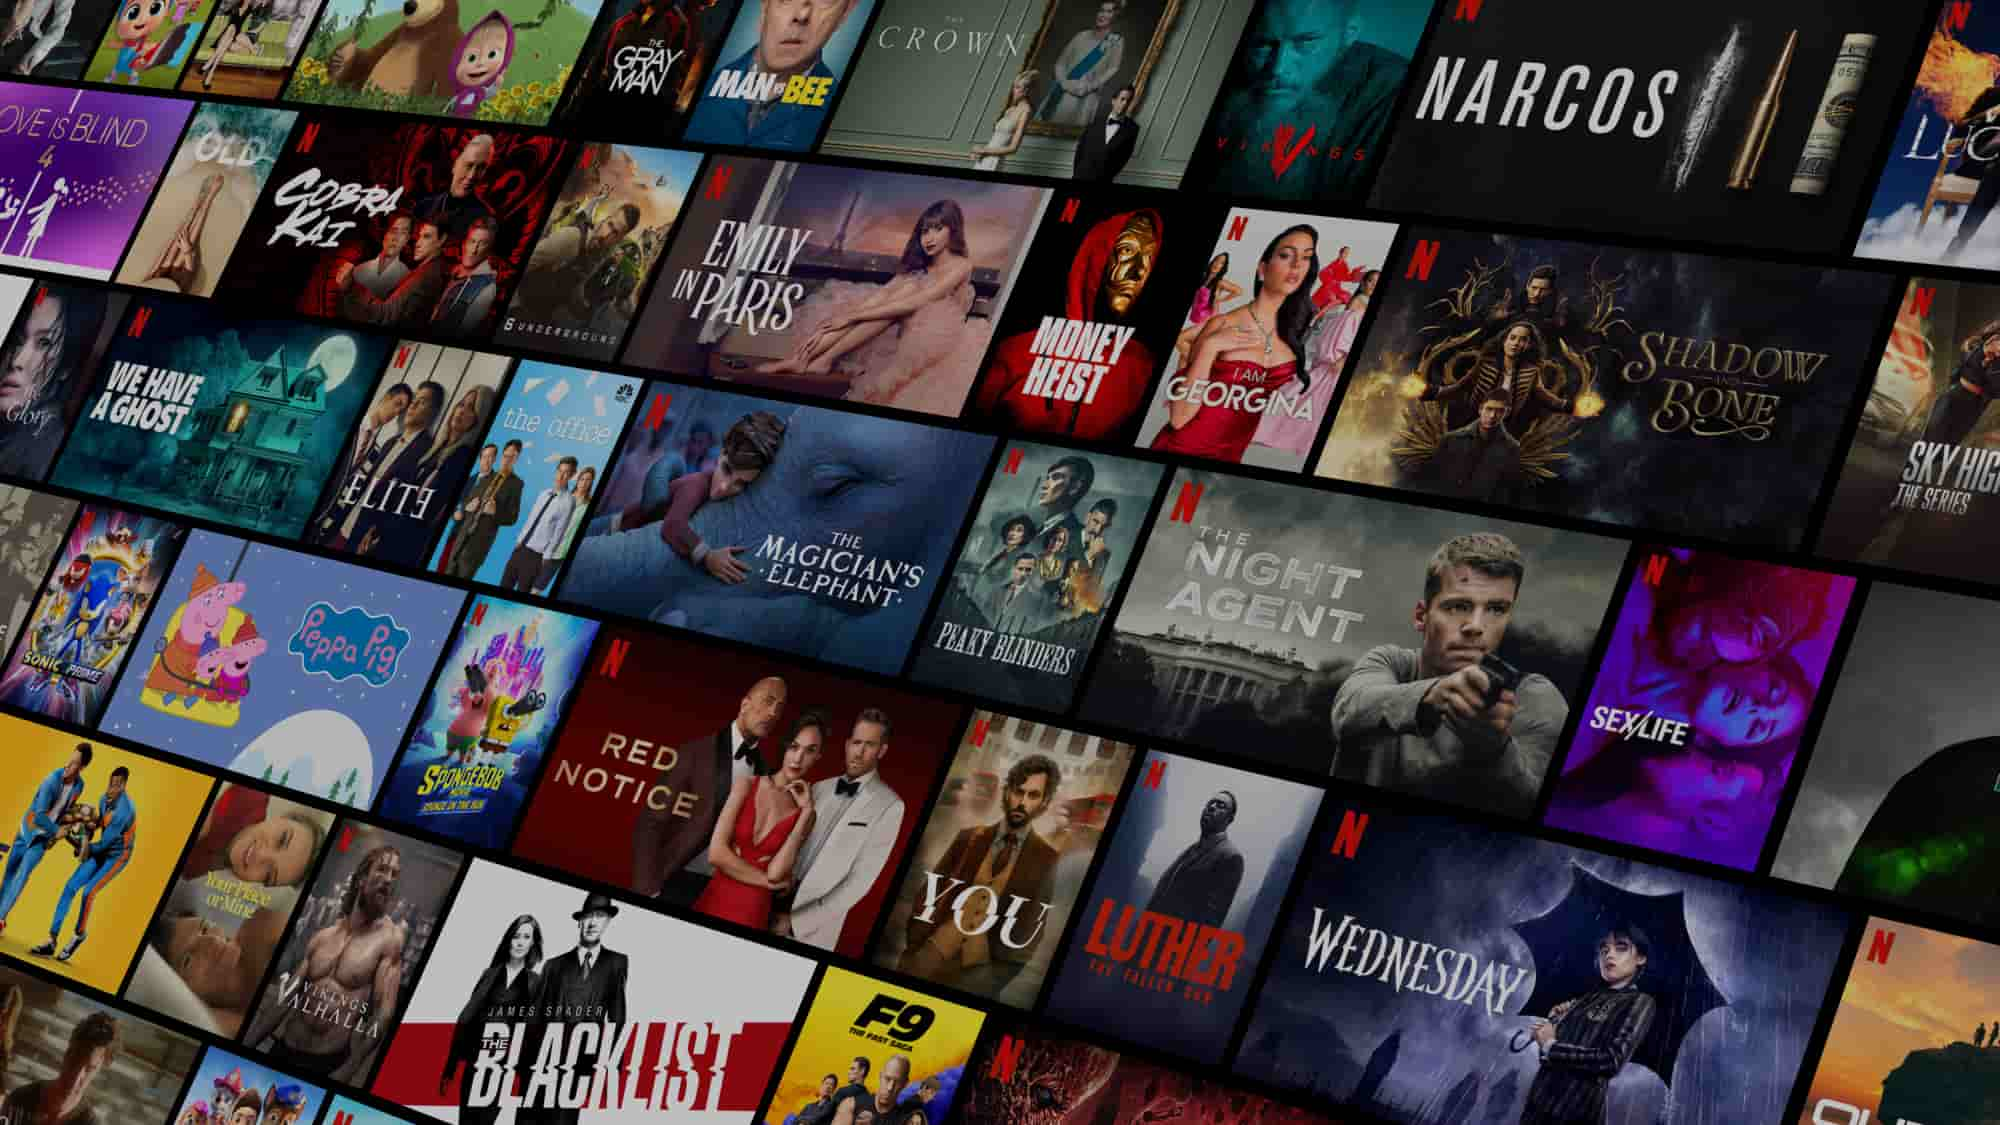 THE
GRAY
MAN
MAN VS BEE
THE
CROWN
VIKINGS
NARCOS
LOVE IS BLIND
4
OLD
COBRA
KAI
6 UNDERGROUND
EMILY
IN PARIS
MONEY
HEIST
I AM
GEORGINA
SHADOW
AND
BONE
SKY HIGH
THE SERIES
Glory
WE HAVE
A GHOST
ELITE
the office
THE
MAGICIAN'S
·ELEPHANT·
PEAKY BLINDERS
THE
NIGHT
AGENT
SEX/LIFE
SONIC PRIME
Peppa Pig
THE
SPONGEBOB
MOVIE
SPONGE ON THE RUN
RED
NOTICE
YOU
LUTHER
THE FALLEN SUN
WEDNESDAY
Your Place
or Mine
VIKINGS
VALHALLA
JAMES SPADER
THE
BLACKLIST
F9
THE FAST SAGA